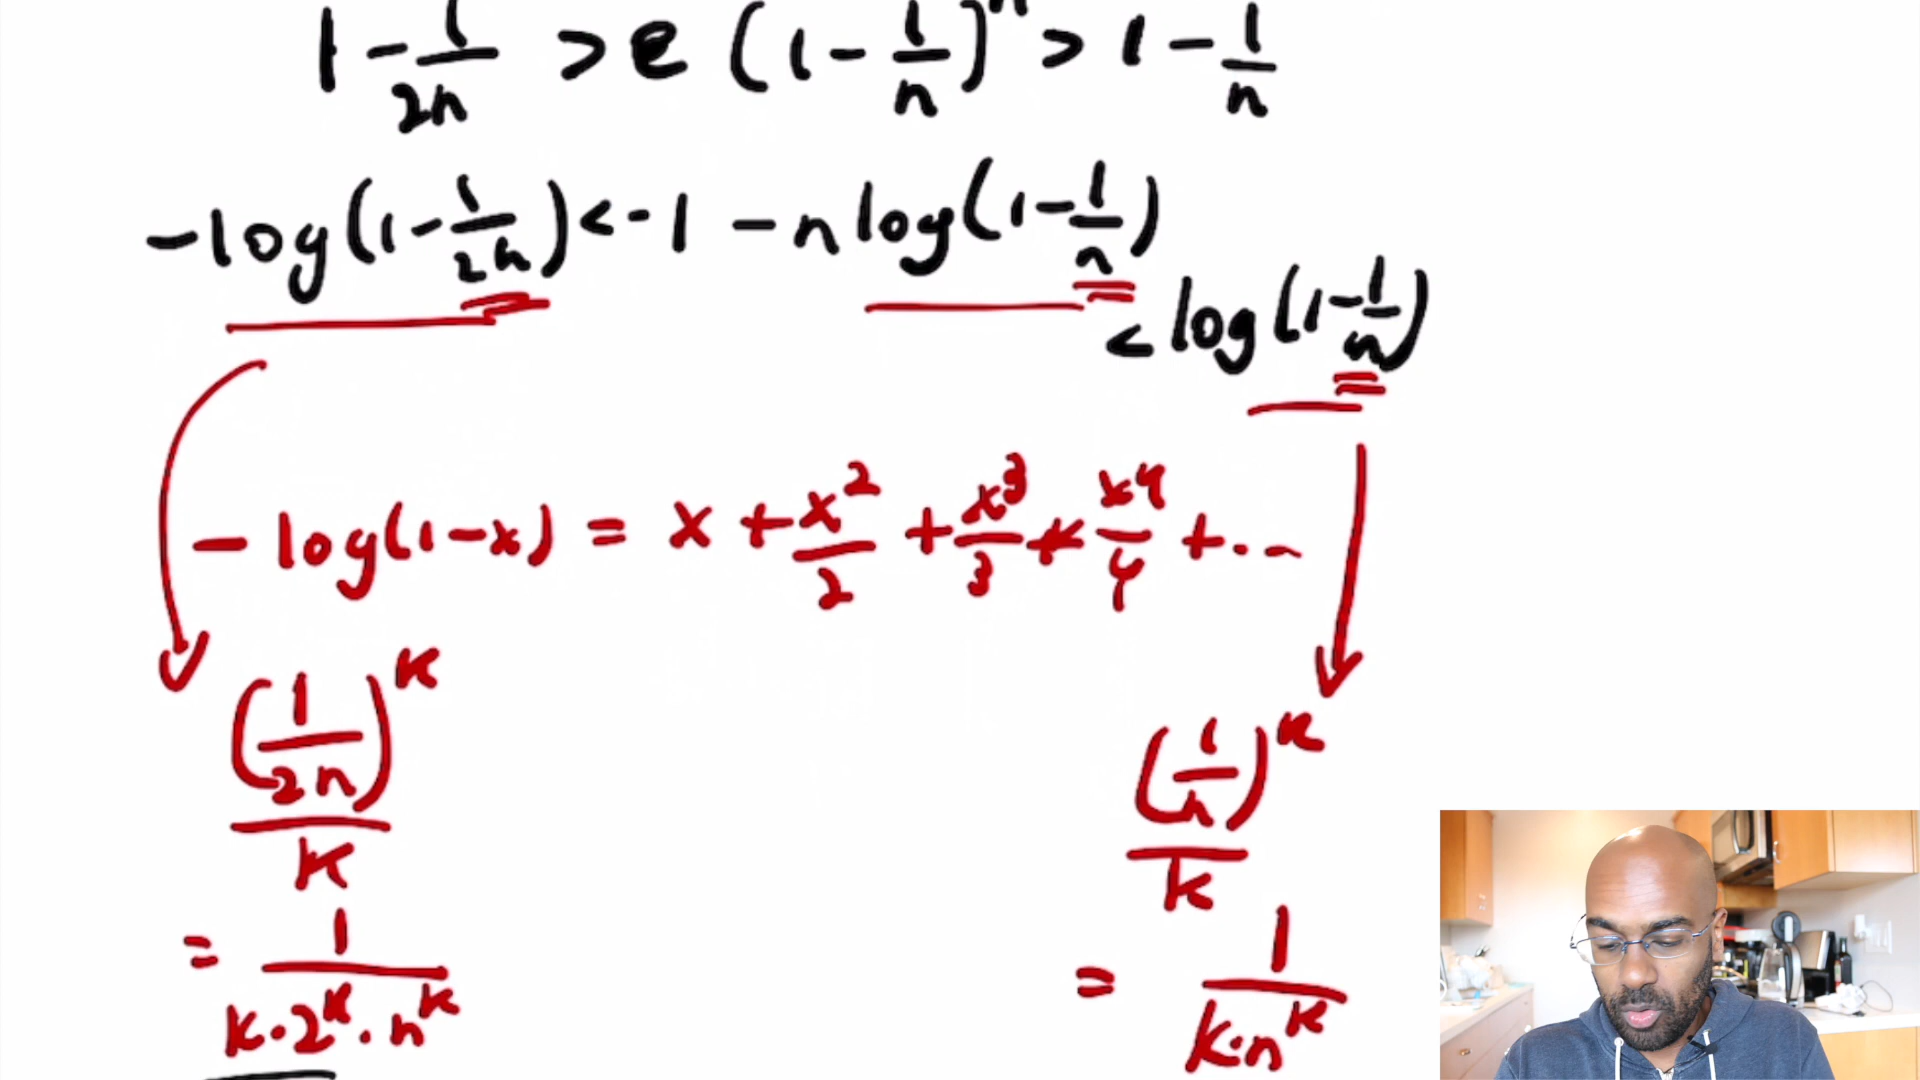 1 - 1/2n > e (1 - 1/n)^n > 1 - 1/n
-log(1 - 1/2n) < -1 - n log(1 - 1/n)
< log(1 - 1/n)
- log(1-x) = x + x^2/2 + x^3/3 + x^4/4 + ...
(1/2n)^k / k
(1/n)^k / k
= 1 / k·2^k·n^k
= 1 / k·n^k